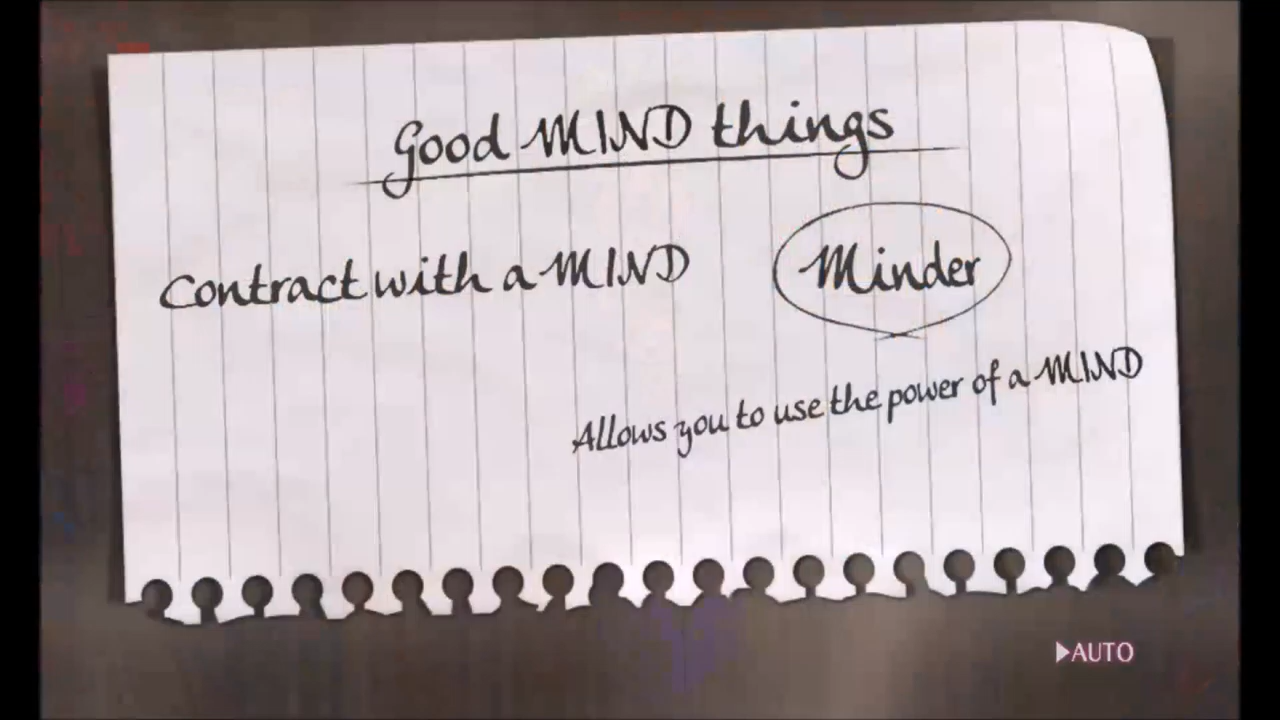 Good MIND things
Contract with a MIND
Minder
Allows you to use the power of a MIND
▶AUTO